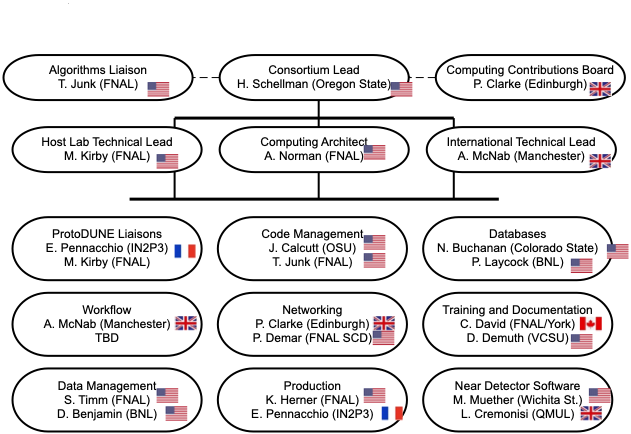 Algorithms Liaison
T. Junk (FNAL)
Consortium Lead
H. Schellman (Oregon State)
Computing Contributions Board
P. Clarke (Edinburgh)
Host Lab Technical Lead
M. Kirby (FNAL)
Computing Architect
A. Norman (FNAL)
International Technical Lead
A. McNab (Manchester)
ProtoDUNE Liaisons
E. Pennacchio (IN2P3)
M. Kirby (FNAL)
Code Management
J. Calcutt (OSU)
T. Junk (FNAL)
Databases
N. Buchanan (Colorado State)
P. Laycock (BNL)
Workflow
A. McNab (Manchester)
TBD
Networking
P. Clarke (Edinburgh)
P. Demar (FNAL SCD)
Training and Documentation
C. David (FNAL/York)
D. Demuth (VCSU)
Data Management
S. Timm (FNAL)
D. Benjamin (BNL)
Production
K. Herner (FNAL)
E. Pennacchio (IN2P3)
Near Detector Software
M. Muether (Wichita St.)
L. Cremonisi (QMUL)